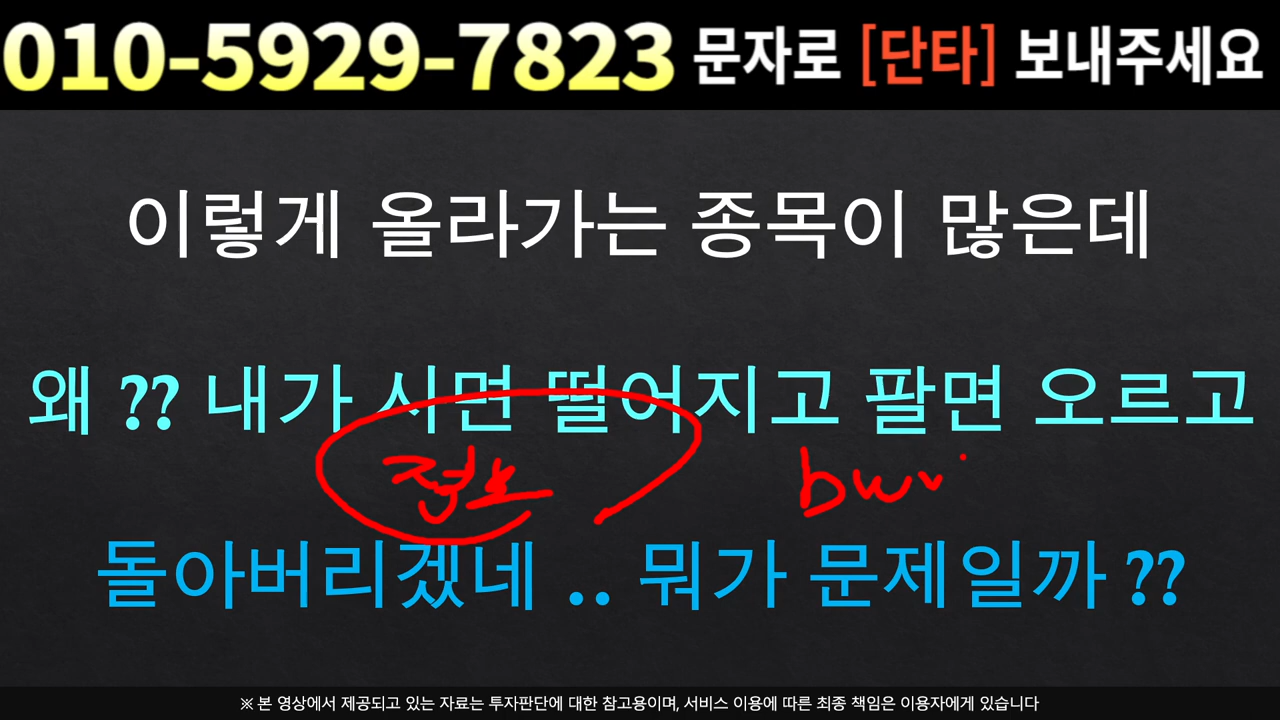 010-5929-7823 문자로 [단타] 보내주세요
이렇게 올라가는 종목이 많은데
왜 ?? 내가 사면 떨어지고 팔면 오르고
돌아버리겠네 .. 뭐가 문제일까 ??
※ 본 영상에서 제공되고 있는 자료는 투자판단에 대한 참고용이며, 서비스 이용에 따른 최종 책임은 이용자에게 있습니다